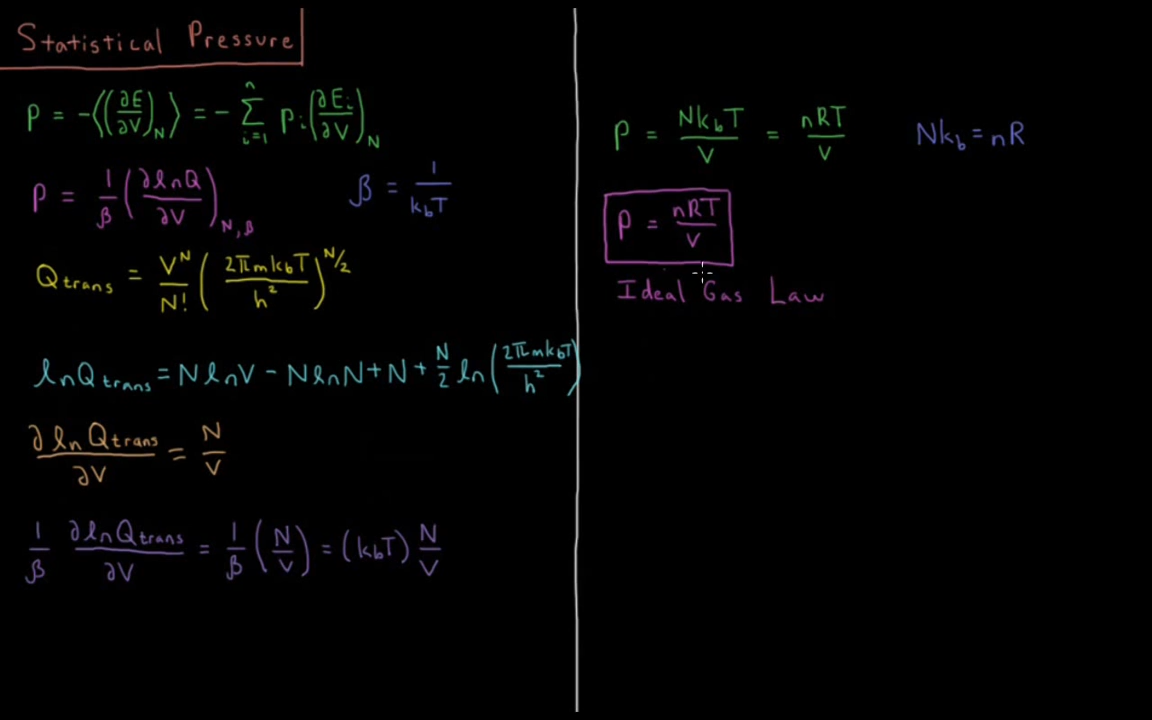 Statistical Pressure
P = -⟨(∂E/∂V)_N⟩ = -∑_{i=1}^{n} p_i(∂E_i/∂V)_N
P = 1/β (∂lnQ/∂V)_{N,β}   β = 1/(k_bT)
Q_trans = V^N/N! (2πmk_bT/h²)^{N/2}
lnQ_trans = NlnV - NlnN + N + N/2 ln(2πmk_bT/h²)
∂lnQ_trans/∂V = N/V
1/β ∂lnQ_trans/∂V = 1/β (N/V) = (k_bT) N/V
P = Nk_bT/V = nRT/V   Nk_b = nR
P = nRT/V
Ideal Gas Law